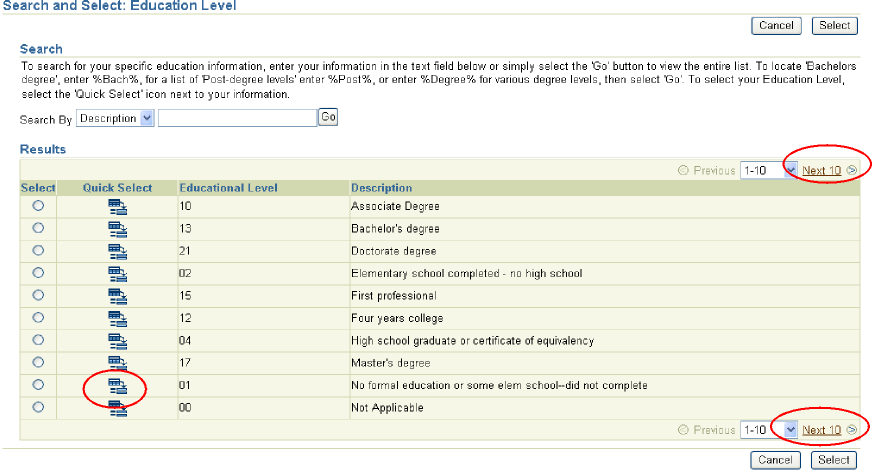 Search and Select: Education Level
Cancel Select
Search
To search for your specific education information, enter your information in the text field below or simply select the 'Go' button to view the entire list. To locate 'Bachelors
degree', enter %Bach%, for a list of 'Post-degree levels' enter %Post%, or enter %Degree% for various degree levels, then select 'Go'. To select your Education Level,
select the 'Quick Select' icon next to your information.
Search By Description Go
Results
Previous 1-10 Next 10
Select Quick Select Educational Level Description
10 Associate Degree
13 Bachelor's degree
21 Doctorate degree
02 Elementary school completed - no high school
15 First professional
12 Four years college
04 High school graduate or certificate of equivalency
17 Master's degree
01 No formal education or some elem school--did not complete
00 Not Applicable
Previous 1-10 Next 10
Cancel Select